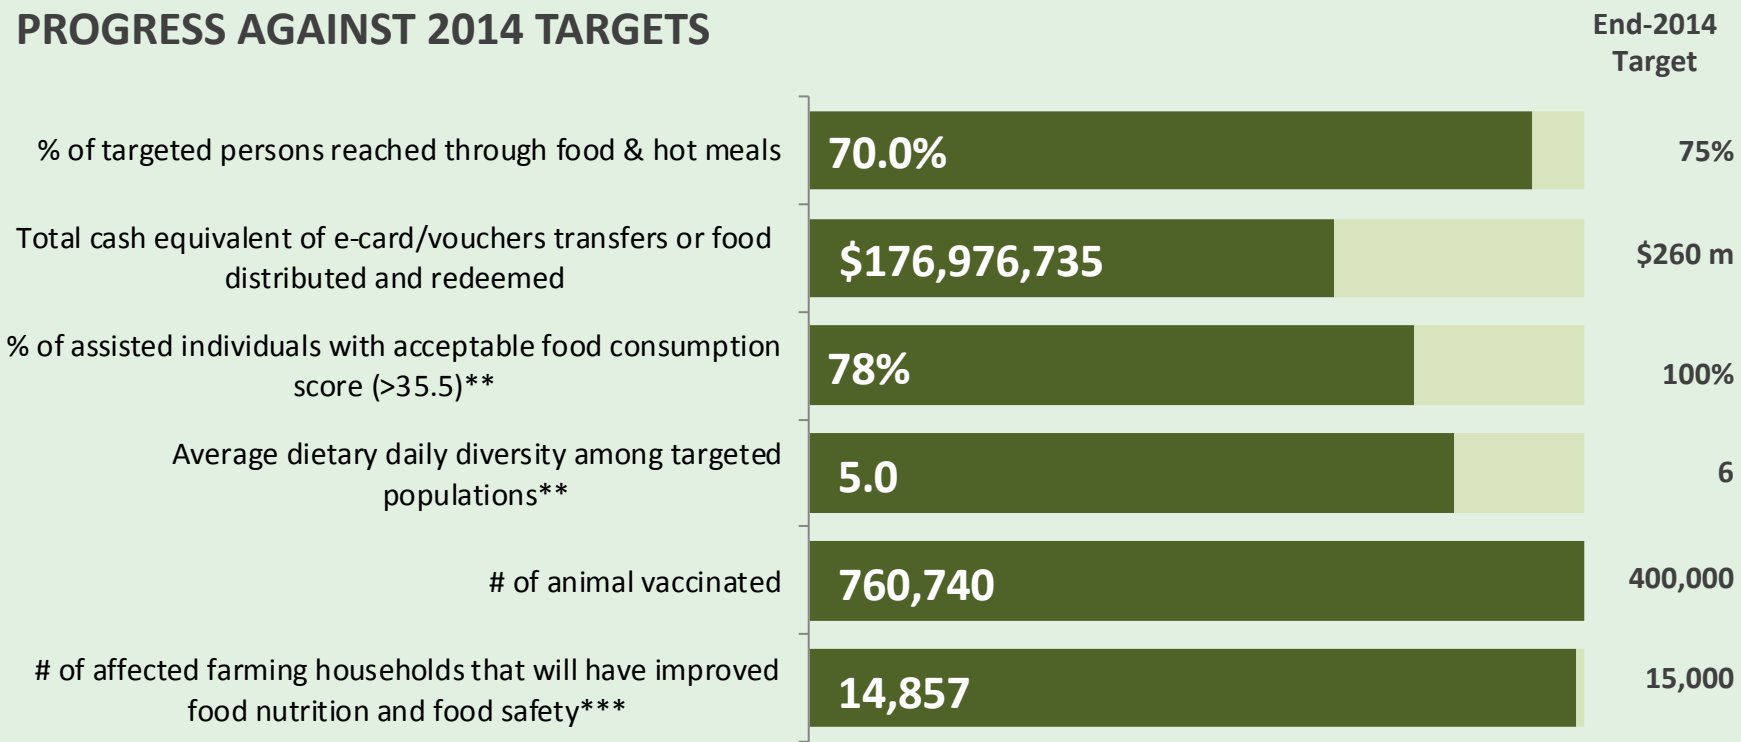 PROGRESS AGAINST 2014 TARGETS
End-2014
Target
% of targeted persons reached through food & hot meals
70.0%
75%
Total cash equivalent of e-card/vouchers transfers or food
distributed and redeemed
$176,976,735
$260 m
% of assisted individuals with acceptable food consumption
score (>35.5)**
78%
100%
Average dietary daily diversity among targeted
populations**
5.0
6
# of animal vaccinated
760,740
400,000
# of affected farming households that will have improved
food nutrition and food safety***
14,857
15,000